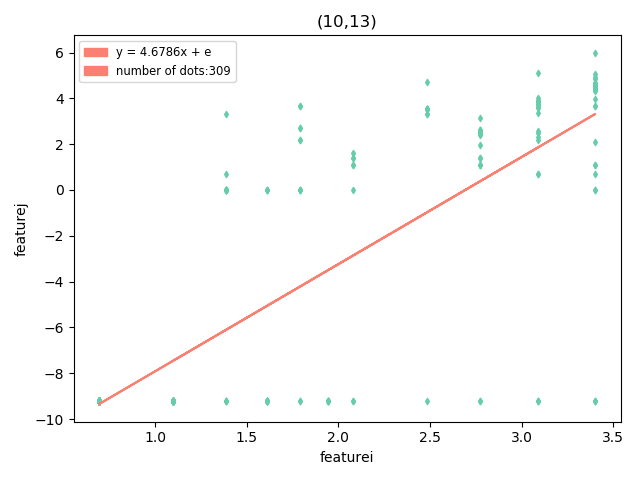 (10,13)
y = 4.6786x + e
number of dots:309
6
4
2
0
−2
−4
−6
−8
−10
featurej
1.0 1.5 2.0 2.5 3.0 3.5
featurei